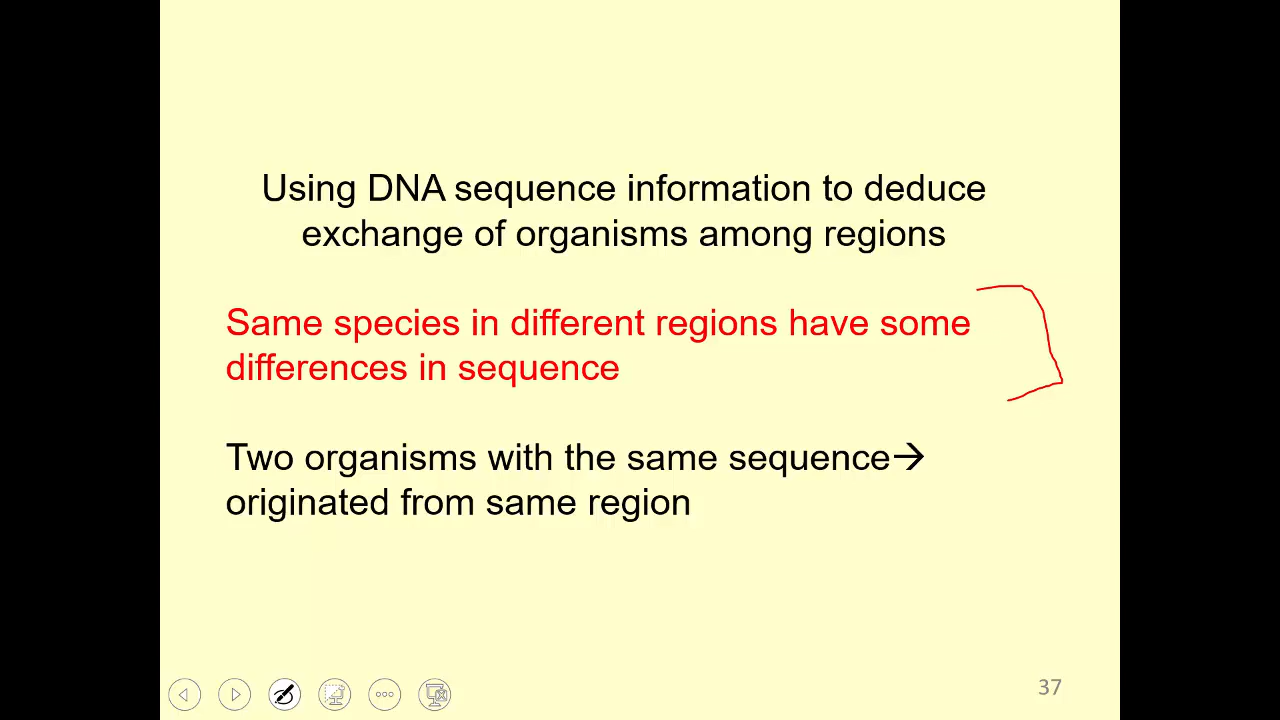 Using DNA sequence information to deduce
exchange of organisms among regions
Same species in different regions have some
differences in sequence
Two organisms with the same sequence→
originated from same region
37